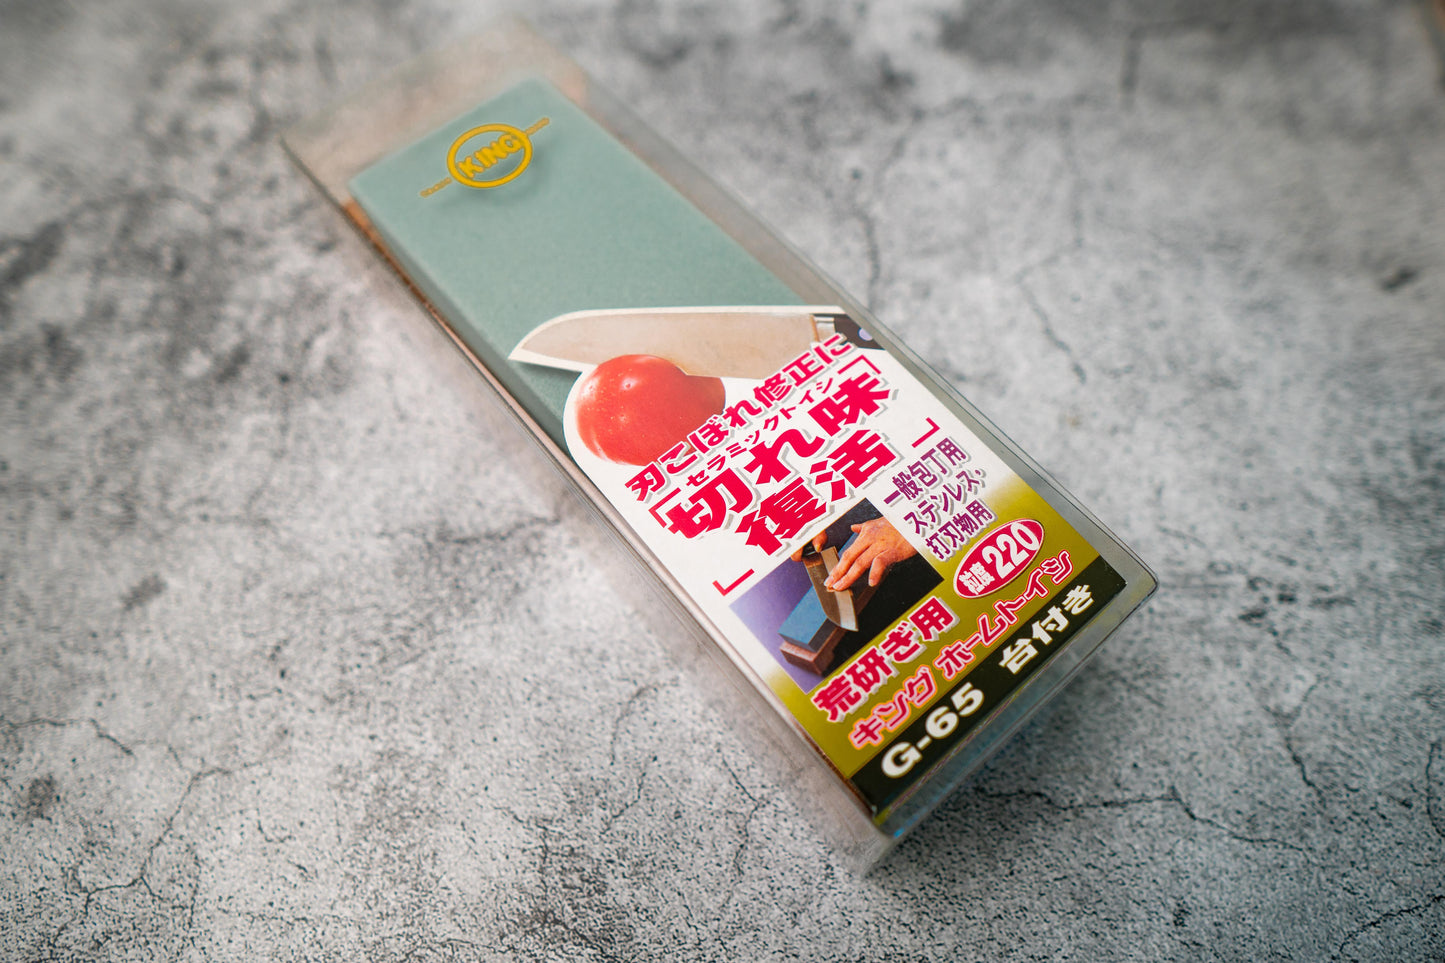 KING
刃こぼれ修正に
セラミックトイシ
「切れ味」
復活
一般包丁用
ステンレス・
打刃物用
粒度220
荒研ぎ用
キング ホームトイシ
G-65 台付き